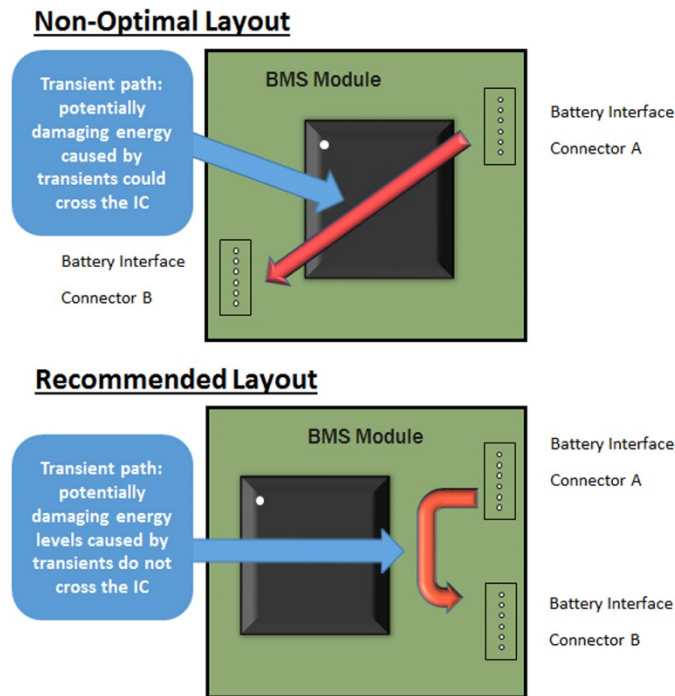 Non-Optimal Layout
Transient path:
potentially
damaging energy
caused by
transients could
cross the IC
BMS Module
Battery Interface
Connector A
Battery Interface
Connector B
Recommended Layout
Transient path:
potentially
damaging energy
levels caused by
transients do not
cross the IC
BMS Module
Battery Interface
Connector A
Battery Interface
Connector B